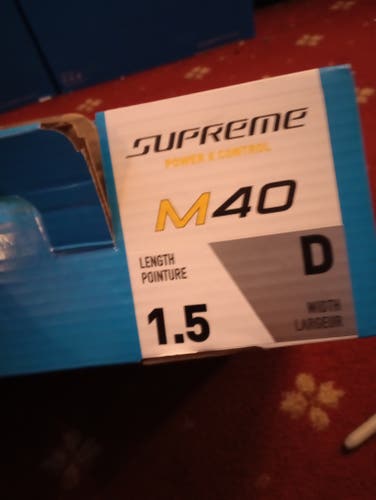 SUPREME
POWER X CONTROL
M40
LENGTH
POINTURE
1.5
D
WIDTH
LARGEUR